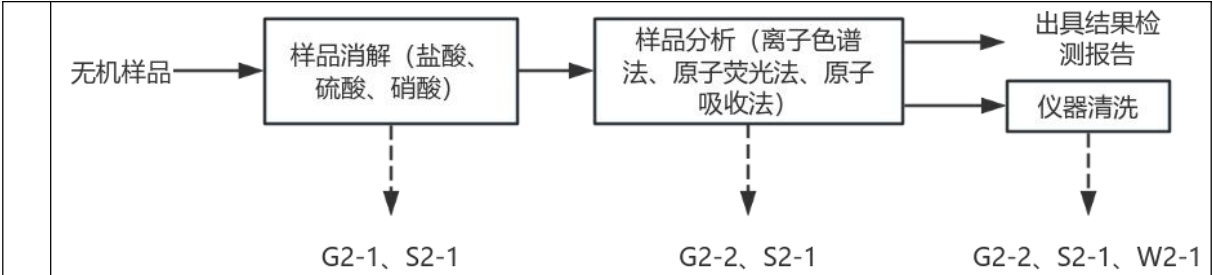 无机样品
样品消解（盐酸、
硫酸、硝酸）
样品分析（离子色谱
法、原子荧光法、原子
吸收法）
出具结果检
测报告
仪器清洗
G2-1、S2-1
G2-2、S2-1
G2-2、S2-1、W2-1